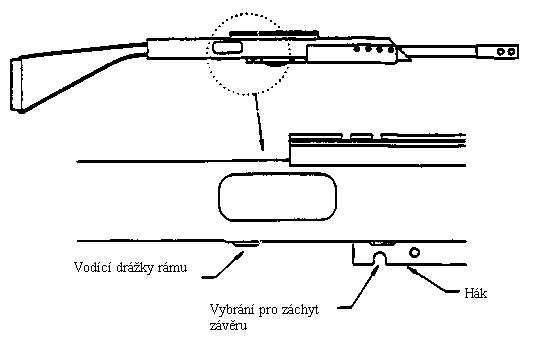 Vodící drážky rámu
Vybrání pro záchyt
závěru
Hák